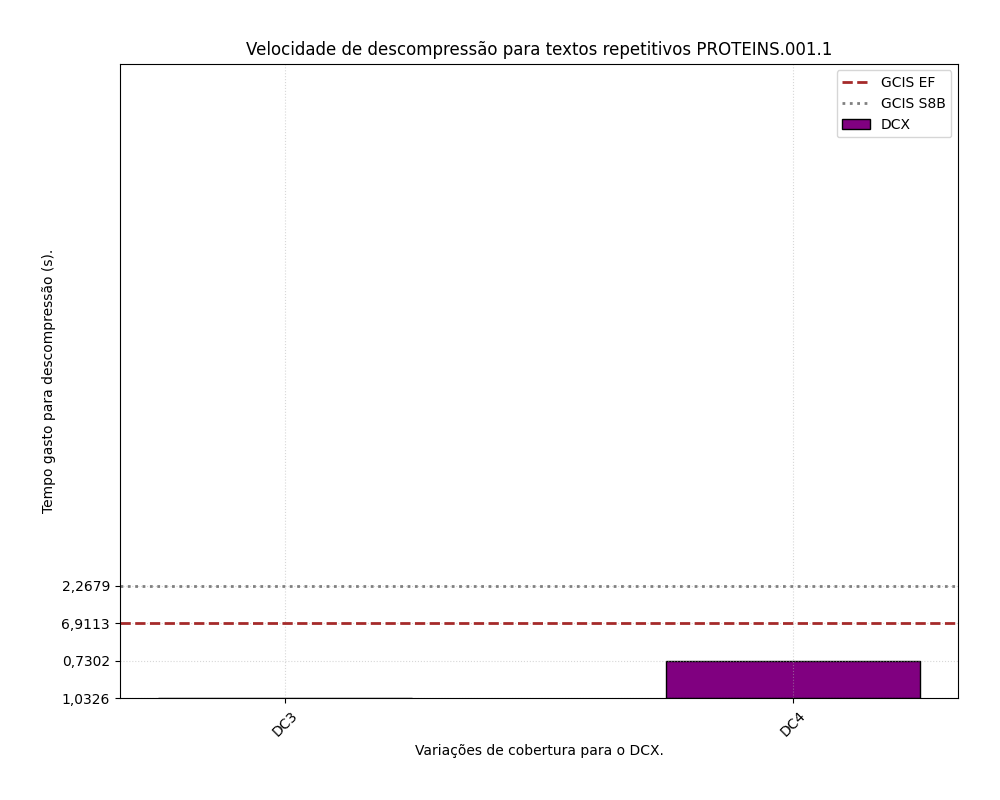 Velocidade de descompressão para textos repetitivos PROTEINS.001.1
GCIS EF
GCIS S8B
DCX
Tempo gasto para descompressão (s).
2,2679
6,9113
0,7302
1,0326
DC3
DC4
Variações de cobertura para o DCX.